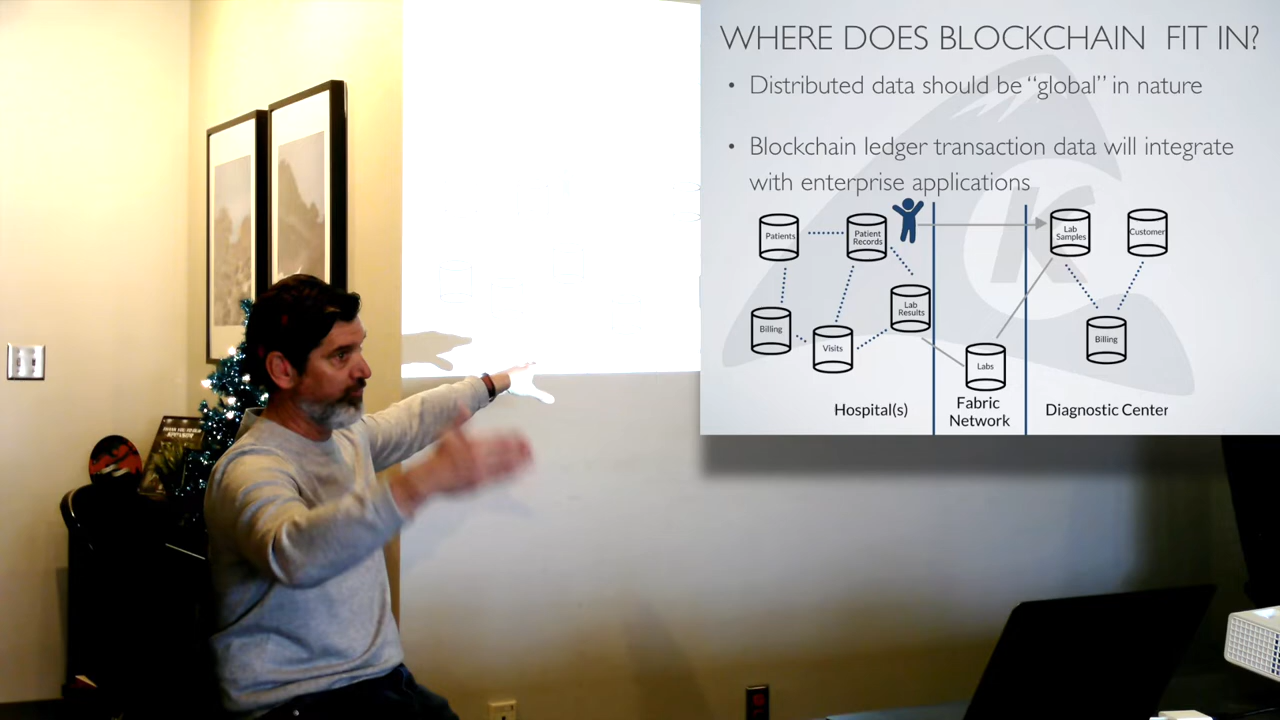 WHERE DOES BLOCKCHAIN FIT IN?
• Distributed data should be “global” in nature
• Blockchain ledger transaction data will integrate
with enterprise applications
Patients
Patient
Records
Lab
Samples
Customer
Lab
Results
Billing
Visits
Labs
Billing
Hospital(s)
Fabric
Network
Diagnostic Center
K